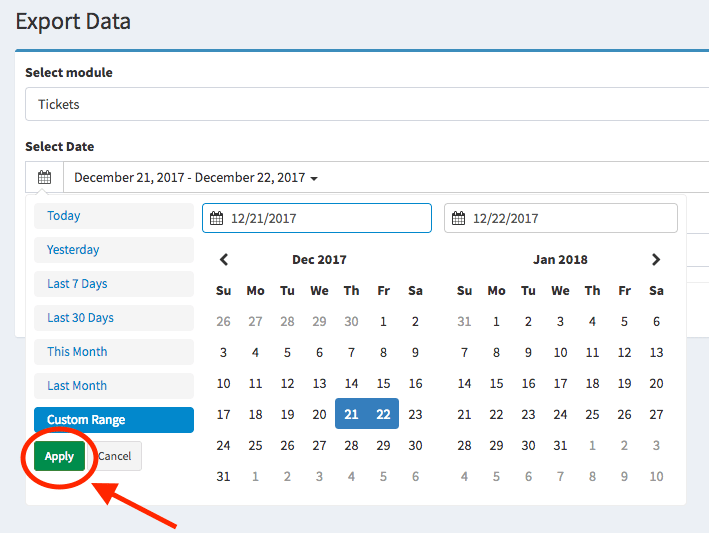 Export Data
Select module
Tickets
Select Date
December 21, 2017 - December 22, 2017
Today
Yesterday
Last 7 Days
Last 30 Days
This Month
Last Month
Custom Range
Apply Cancel
12/21/2017
Dec 2017
Su Mo Tu We Th Fr Sa
26 27 28 29 30 1 2
3 4 5 6 7 8 9
10 11 12 13 14 15 16
17 18 19 20 21 22 23
24 25 26 27 28 29 30
31 1 2 3 4 5 6
12/22/2017
Jan 2018
Su Mo Tu We Th Fr Sa
31 1 2 3 4 5 6
7 8 9 10 11 12 13
14 15 16 17 18 19 20
21 22 23 24 25 26 27
28 29 30 31 1 2 3
4 5 6 7 8 9 10